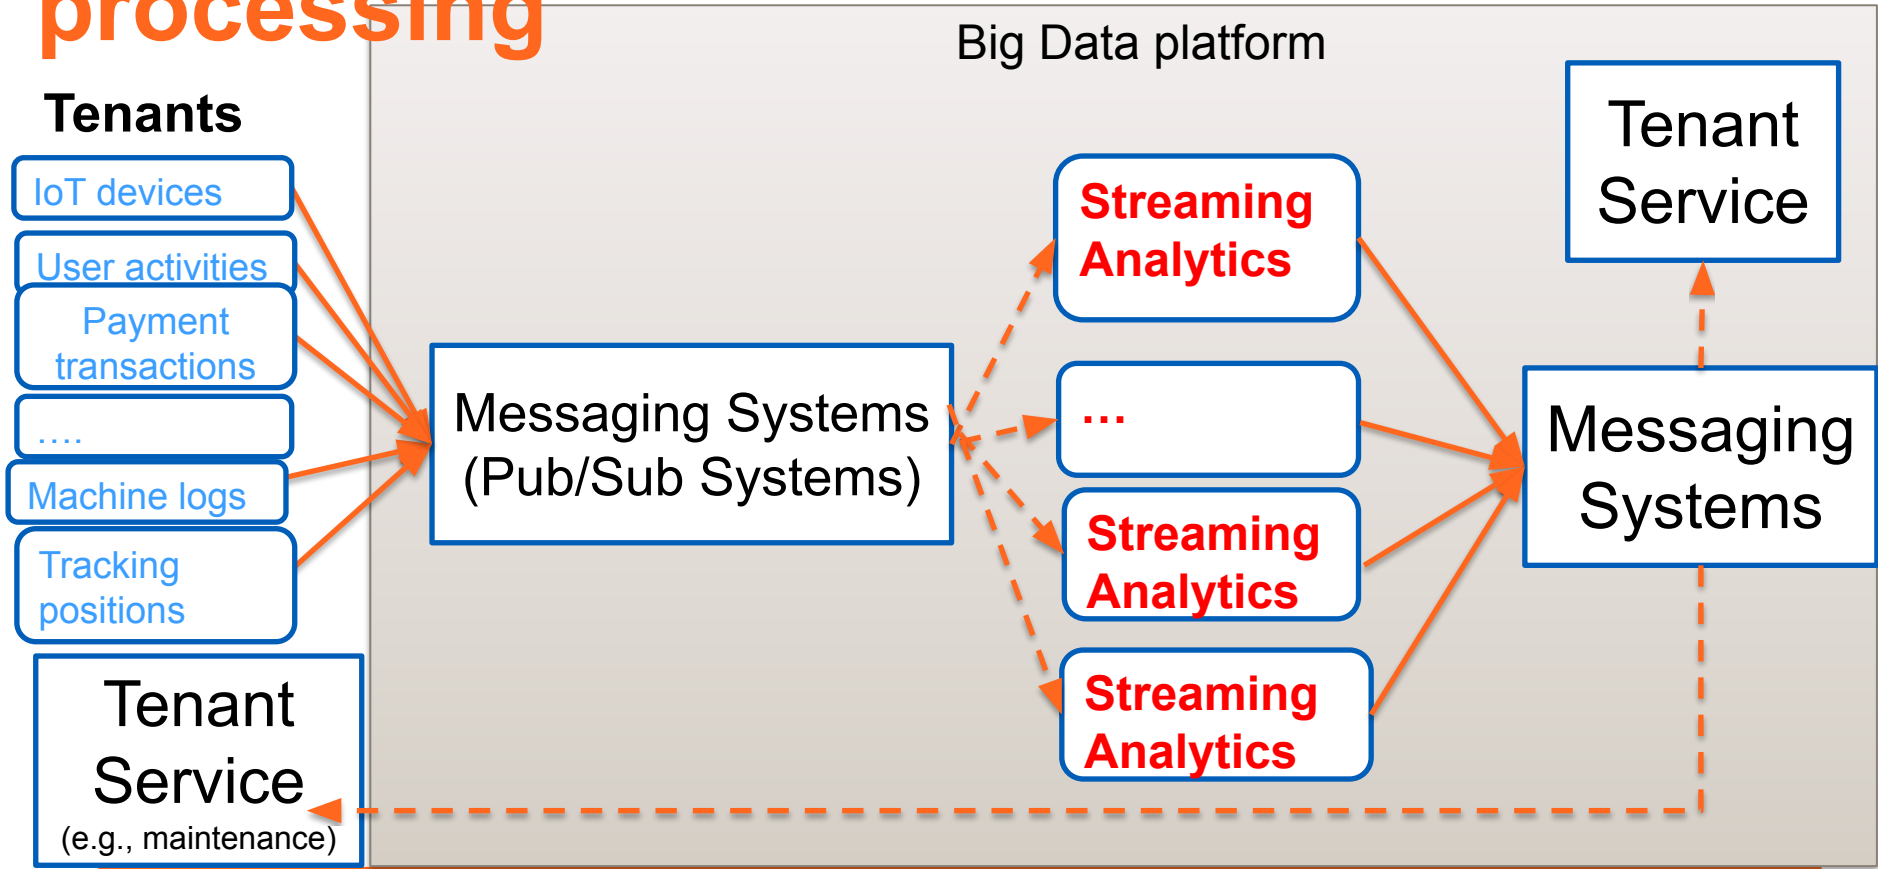 processing
Big Data platform
Tenants
IoT devices
User activities
Payment
transactions
....
Machine logs
Tracking
positions
Tenant
Service
(e.g., maintenance)
Messaging Systems
(Pub/Sub Systems)
Streaming
Analytics
...
Streaming
Analytics
Streaming
Analytics
Tenant
Service
Messaging
Systems